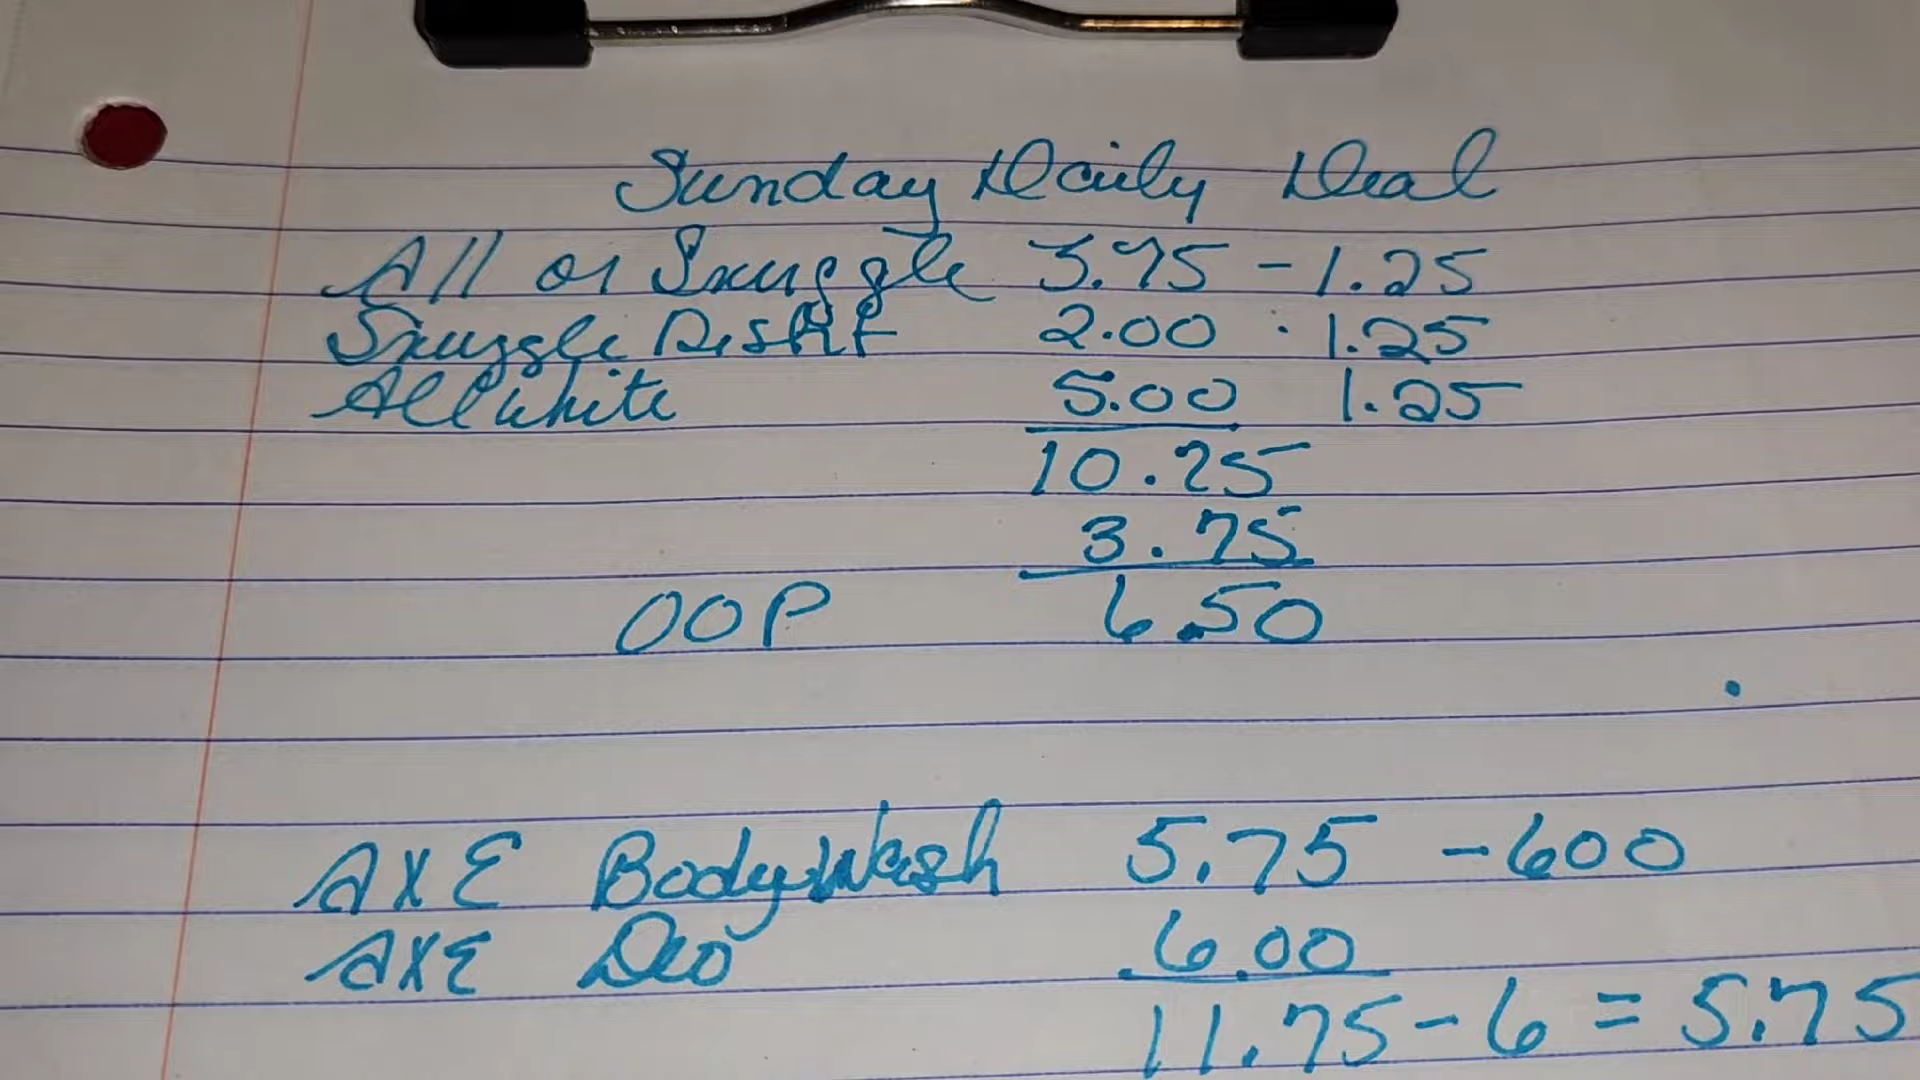 Sunday Daily Deal
All or Snuggle 3.75 - 1.25
Snuggle 2.00 · 1.25
All white 5.00 1.25
10.25
3.75
OOP 6.50
AXE Body Wash 5.75 - 600
AXE Deo 6.00
11.75 - 6 = 5.75